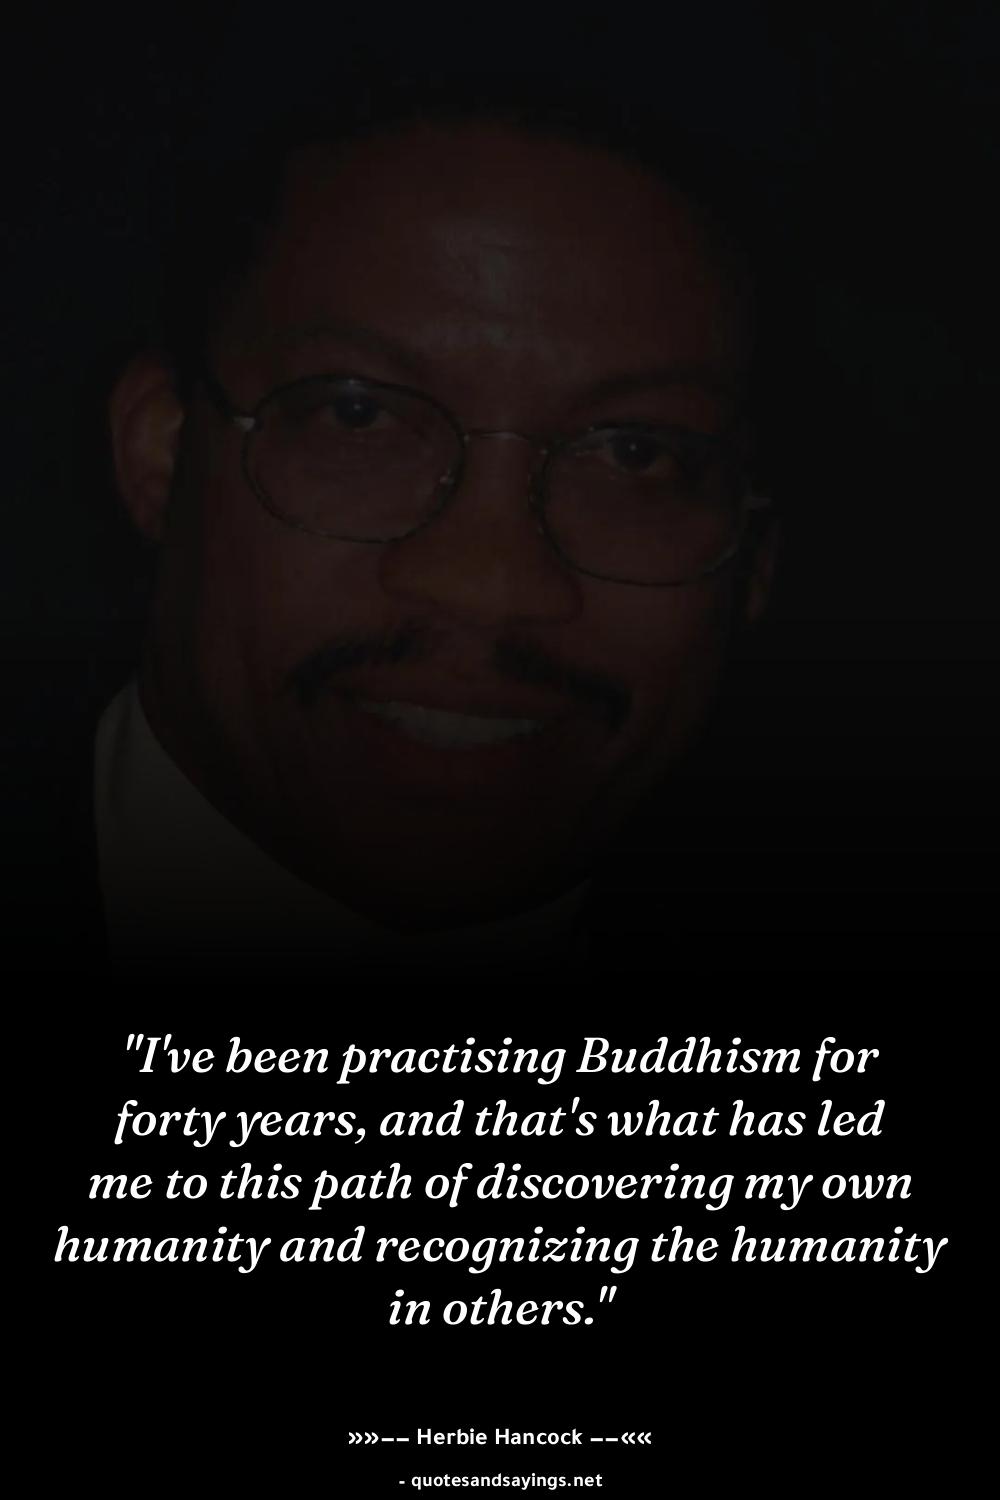 "I've been practising Buddhism for
forty years, and that's what has led
me to this path of discovering my own
humanity and recognizing the humanity
in others."
»»−− Herbie Hancock −−««
- quotesandsayings.net